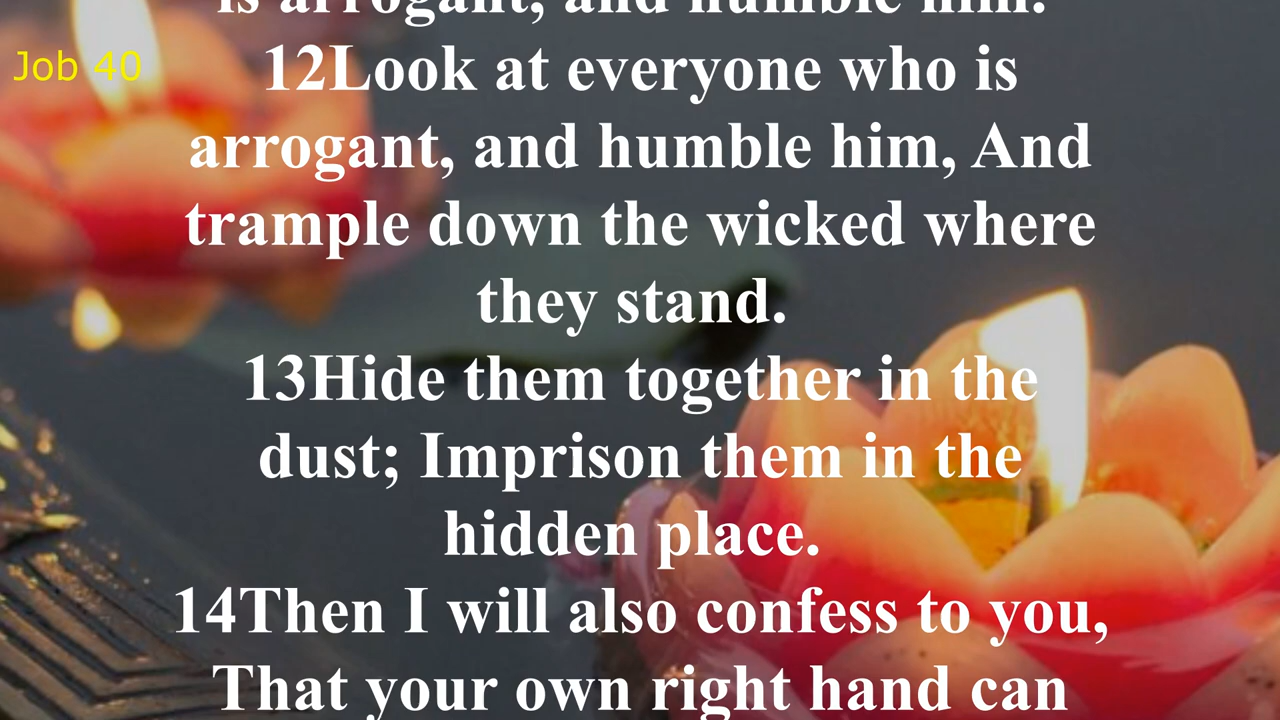 is arrogant, and humble him.
Job 40
12Look at everyone who is
arrogant, and humble him, And
trample down the wicked where
they stand.
13Hide them together in the
dust; Imprison them in the
hidden place.
14Then I will also confess to you,
That your own right hand can